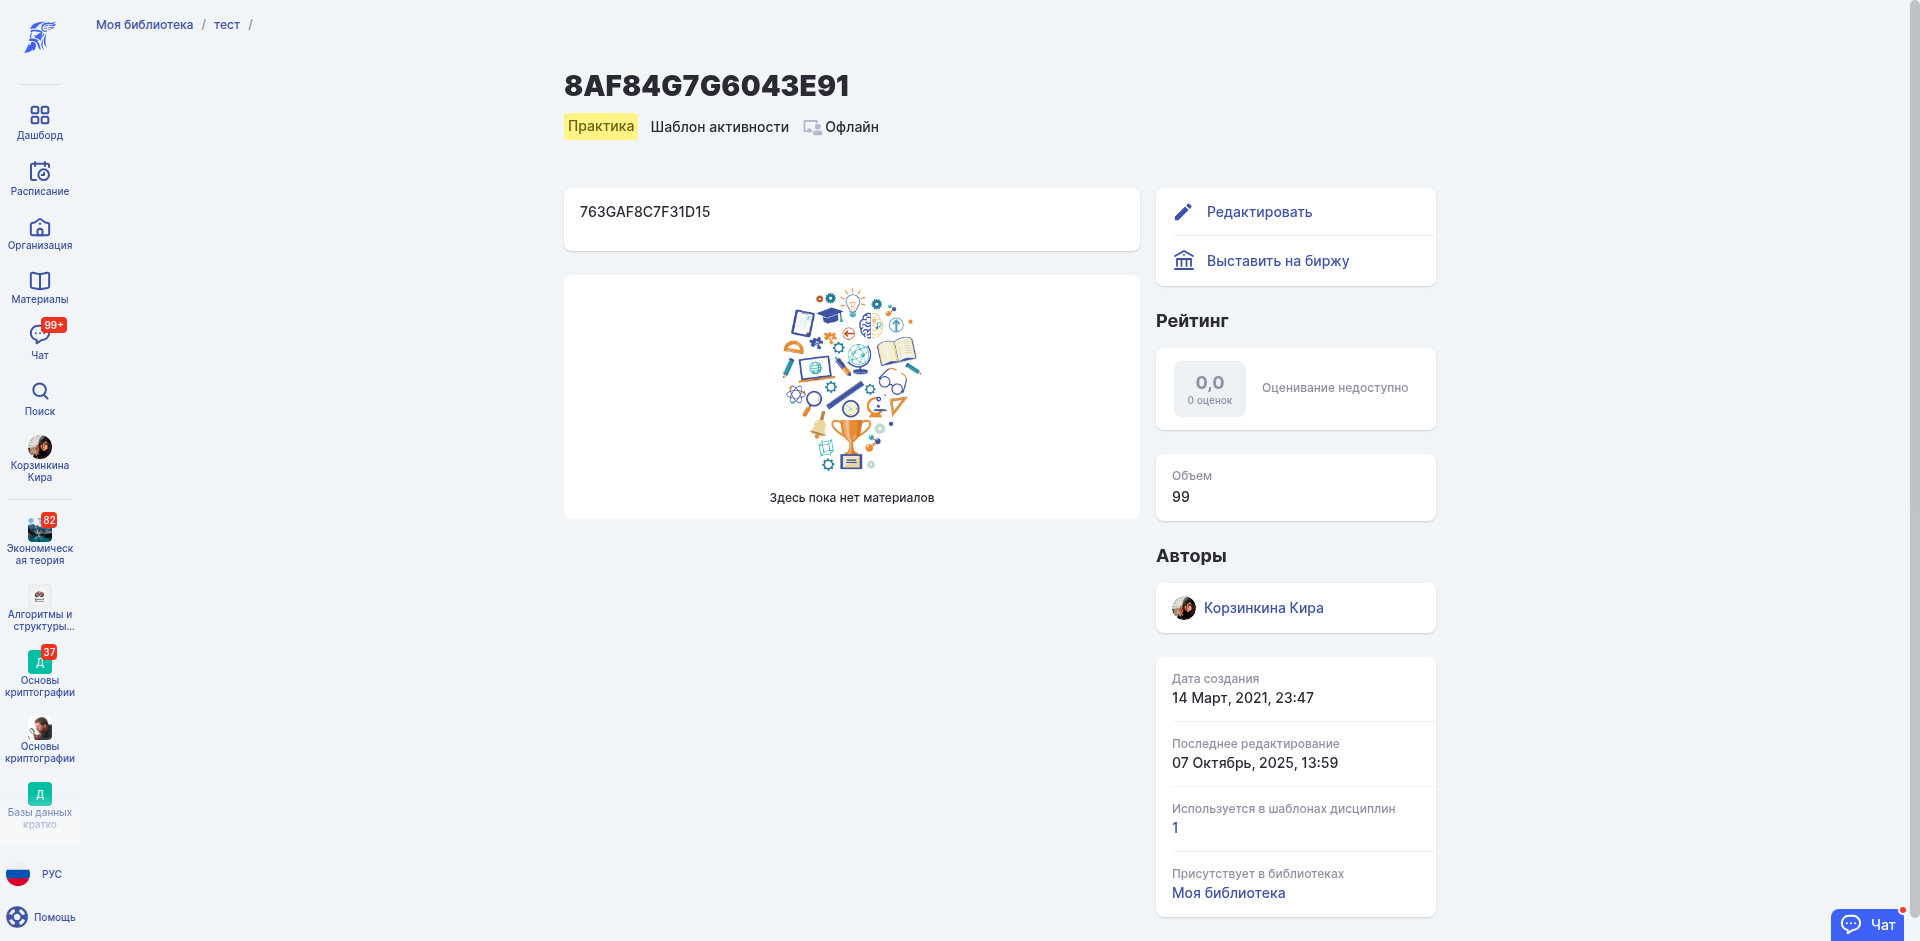 Моя библиотека / тест /
8AF84G7G6043E91
Практика Шаблон активности Офлайн
763GAF8C7F31D15
Здесь пока нет материалов
Редактировать
Выставить на биржу
Рейтинг
0,0
0 оценок
Оценивание недоступно
Объем
99
Авторы
Корзинкина Кира
Дата создания
14 Март, 2021, 23:47
Последнее редактирование
07 Октябрь, 2025, 13:59
Используется в шаблонах дисциплин
1
Присутствует в библиотеках
Моя библиотека
Дашборд
Расписание
Организация
Материалы
99+
Чат
Поиск
Корзинкина
Кира
82
Экономическ
ая теория
Алгоритмы и
структуры...
37
Д
Основы
криптографии
Основы
криптографии
Д
Базы данных
кратко
РУС
Помощь
Чат